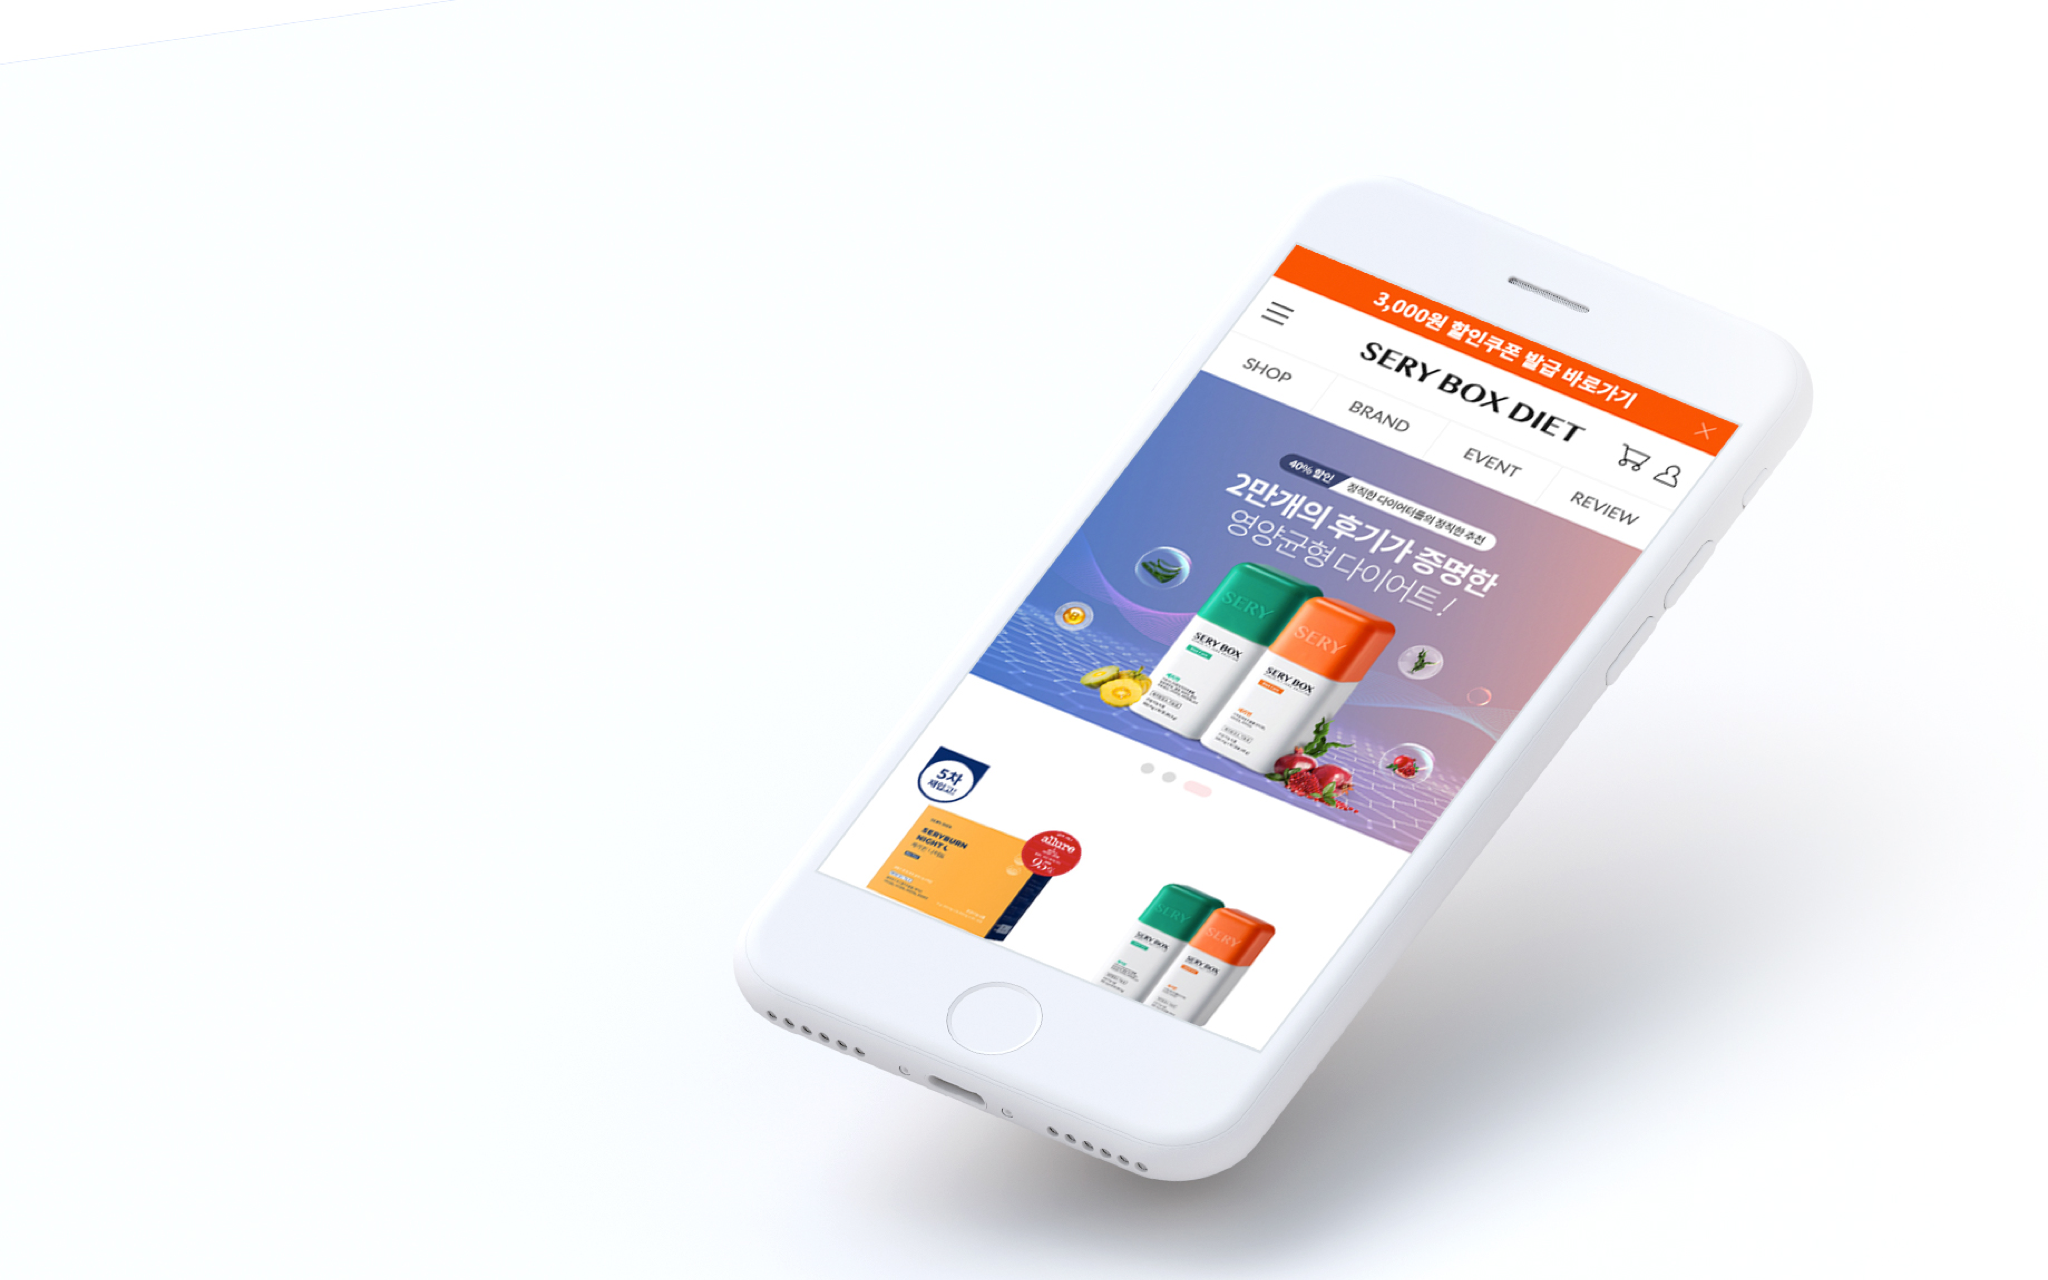 3,000원 할인쿠폰 발급 바로가기
SERY BOX DIET
SHOP
BRAND
EVENT
REVIEW
40% 할인 정직한 다이어터들의 정직한 추천
2만개의 후기가 증명한
영양균형 다이어트!
SERY
SERY
SERY BOX
SERY BOX
5차
재입고!
SERYBURN
NIGHT
allure
95%
SERY
SERY
SERY BOX
SERY BOX